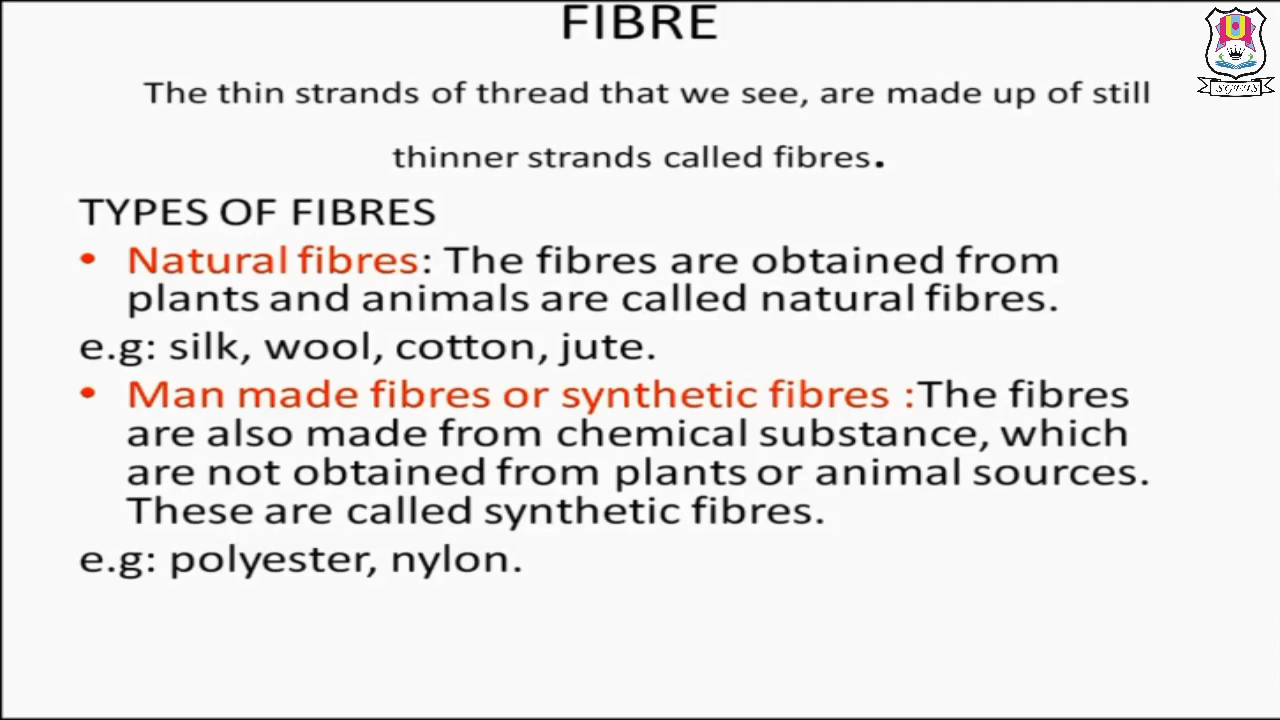 FIBRE
The thin strands of thread that we see, are made up of still
thinner strands called fibres.
TYPES OF FIBRES
• Natural fibres: The fibres are obtained from
plants and animals are called natural fibres.
e.g: silk, wool, cotton, jute.
• Man made fibres or synthetic fibres :The fibres
are also made from chemical substance, which
are not obtained from plants or animal sources.
These are called synthetic fibres.
e.g: polyester, nylon.